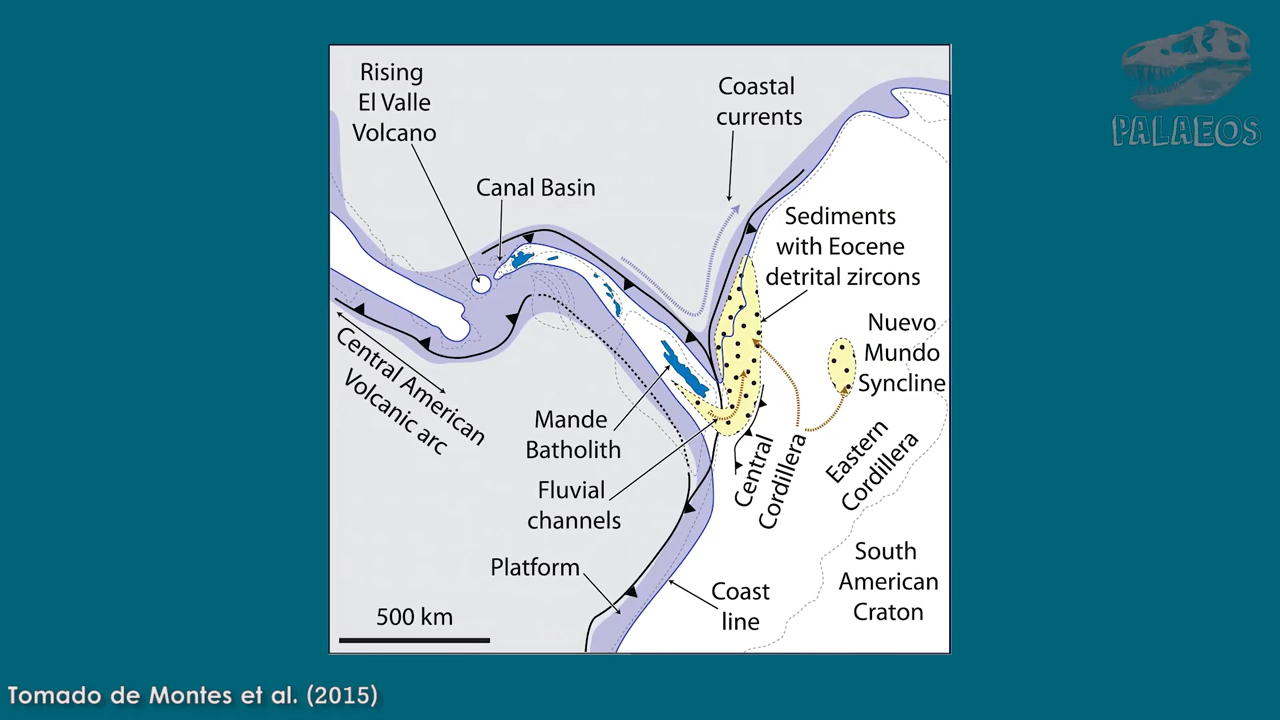 Rising
El Valle
Volcano
Coastal
currents
PALAEOS
Canal Basin
Sediments
with Eocene
detrital zircons
Nuevo
Mundo
Syncline
Central American
Volcanic arc
Mande
Batholith
Central
Cordillera
Eastern
Cordillera
Fluvial
channels
Platform
South
American
Craton
Coast
line
500 km
Tomado de Montes et al. (2015)